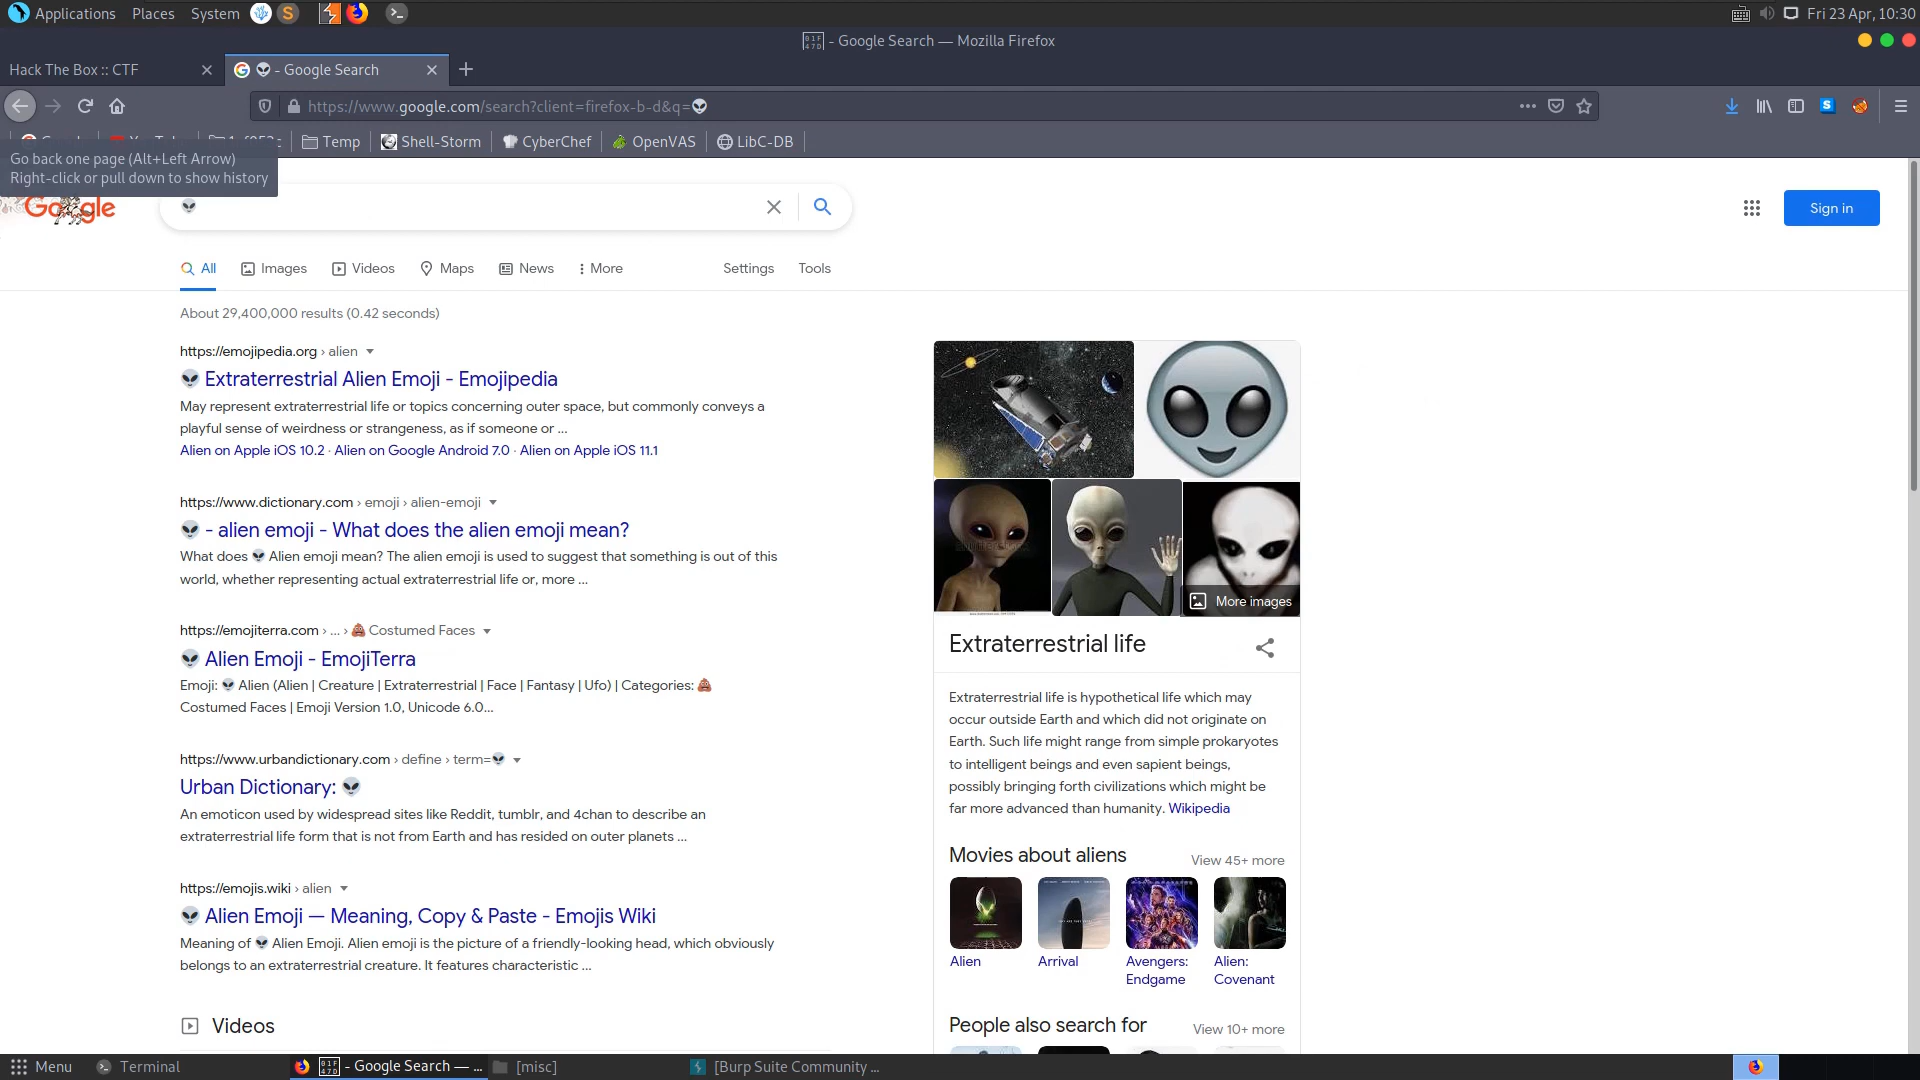 Applications Places System Fri 23 Apr, 10:30
- Google Search — Mozilla Firefox
Hack The Box :: CTF
👽 - Google Search
https://www.google.com/search?client=firefox-b-d&q=👽
Temp Shell-Storm CyberChef OpenVAS LibC-DB
Go back one page (Alt+Left Arrow)
Right-click or pull down to show history
Google
👽
Sign in
All Images Videos Maps News More Settings Tools
About 29,400,000 results (0.42 seconds)
https://emojipedia.org › alien
👽 Extraterrestrial Alien Emoji - Emojipedia
May represent extraterrestrial life or topics concerning outer space, but commonly conveys a
playful sense of weirdness or strangeness, as if someone or ...
Alien on Apple iOS 10.2 · Alien on Google Android 7.0 · Alien on Apple iOS 11.1
https://www.dictionary.com › emoji › alien-emoji
👽 - alien emoji - What does the alien emoji mean?
What does 👽 Alien emoji mean? The alien emoji is used to suggest that something is out of this
world, whether representing actual extraterrestrial life or, more ...
https://emojiterra.com › ... › 💩 Costumed Faces
👽 Alien Emoji - EmojiTerra
Emoji: 👽 Alien (Alien | Creature | Extraterrestrial | Face | Fantasy | Ufo) | Categories: 💩
Costumed Faces | Emoji Version 1.0, Unicode 6.0...
https://www.urbandictionary.com › define › term=👽
Urban Dictionary: 👽
An emoticon used by widespread sites like Reddit, tumblr, and 4chan to describe an
extraterrestrial life form that is not from Earth and has resided on outer planets ...
https://emojis.wiki › alien
👽 Alien Emoji — Meaning, Copy & Paste - Emojis Wiki
Meaning of 👽 Alien Emoji. Alien emoji is the picture of a friendly-looking head, which obviously
belongs to an extraterrestrial creature. It features characteristic ...
Videos
More images
Extraterrestrial life
Extraterrestrial life is hypothetical life which may
occur outside Earth and which did not originate on
Earth. Such life might range from simple prokaryotes
to intelligent beings and even sapient beings,
possibly bringing forth civilizations which might be
far more advanced than humanity. Wikipedia
Movies about aliens View 45+ more
Alien
Arrival
Avengers:
Endgame
Alien:
Covenant
People also search for View 10+ more
Menu Terminal - Google Search — ... [misc] [Burp Suite Community ...